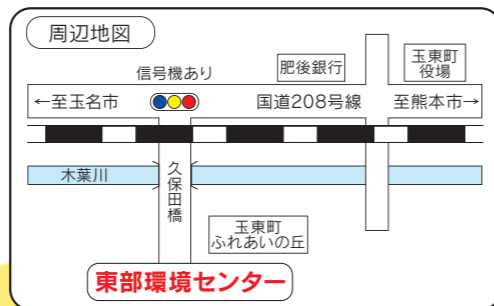 周辺地図
信号機あり
肥後銀行
玉東町
役場
←至玉名市
国道208号線
至熊本市→
木葉川
久保田橋
玉東町
ふれあいの丘
東部環境センター